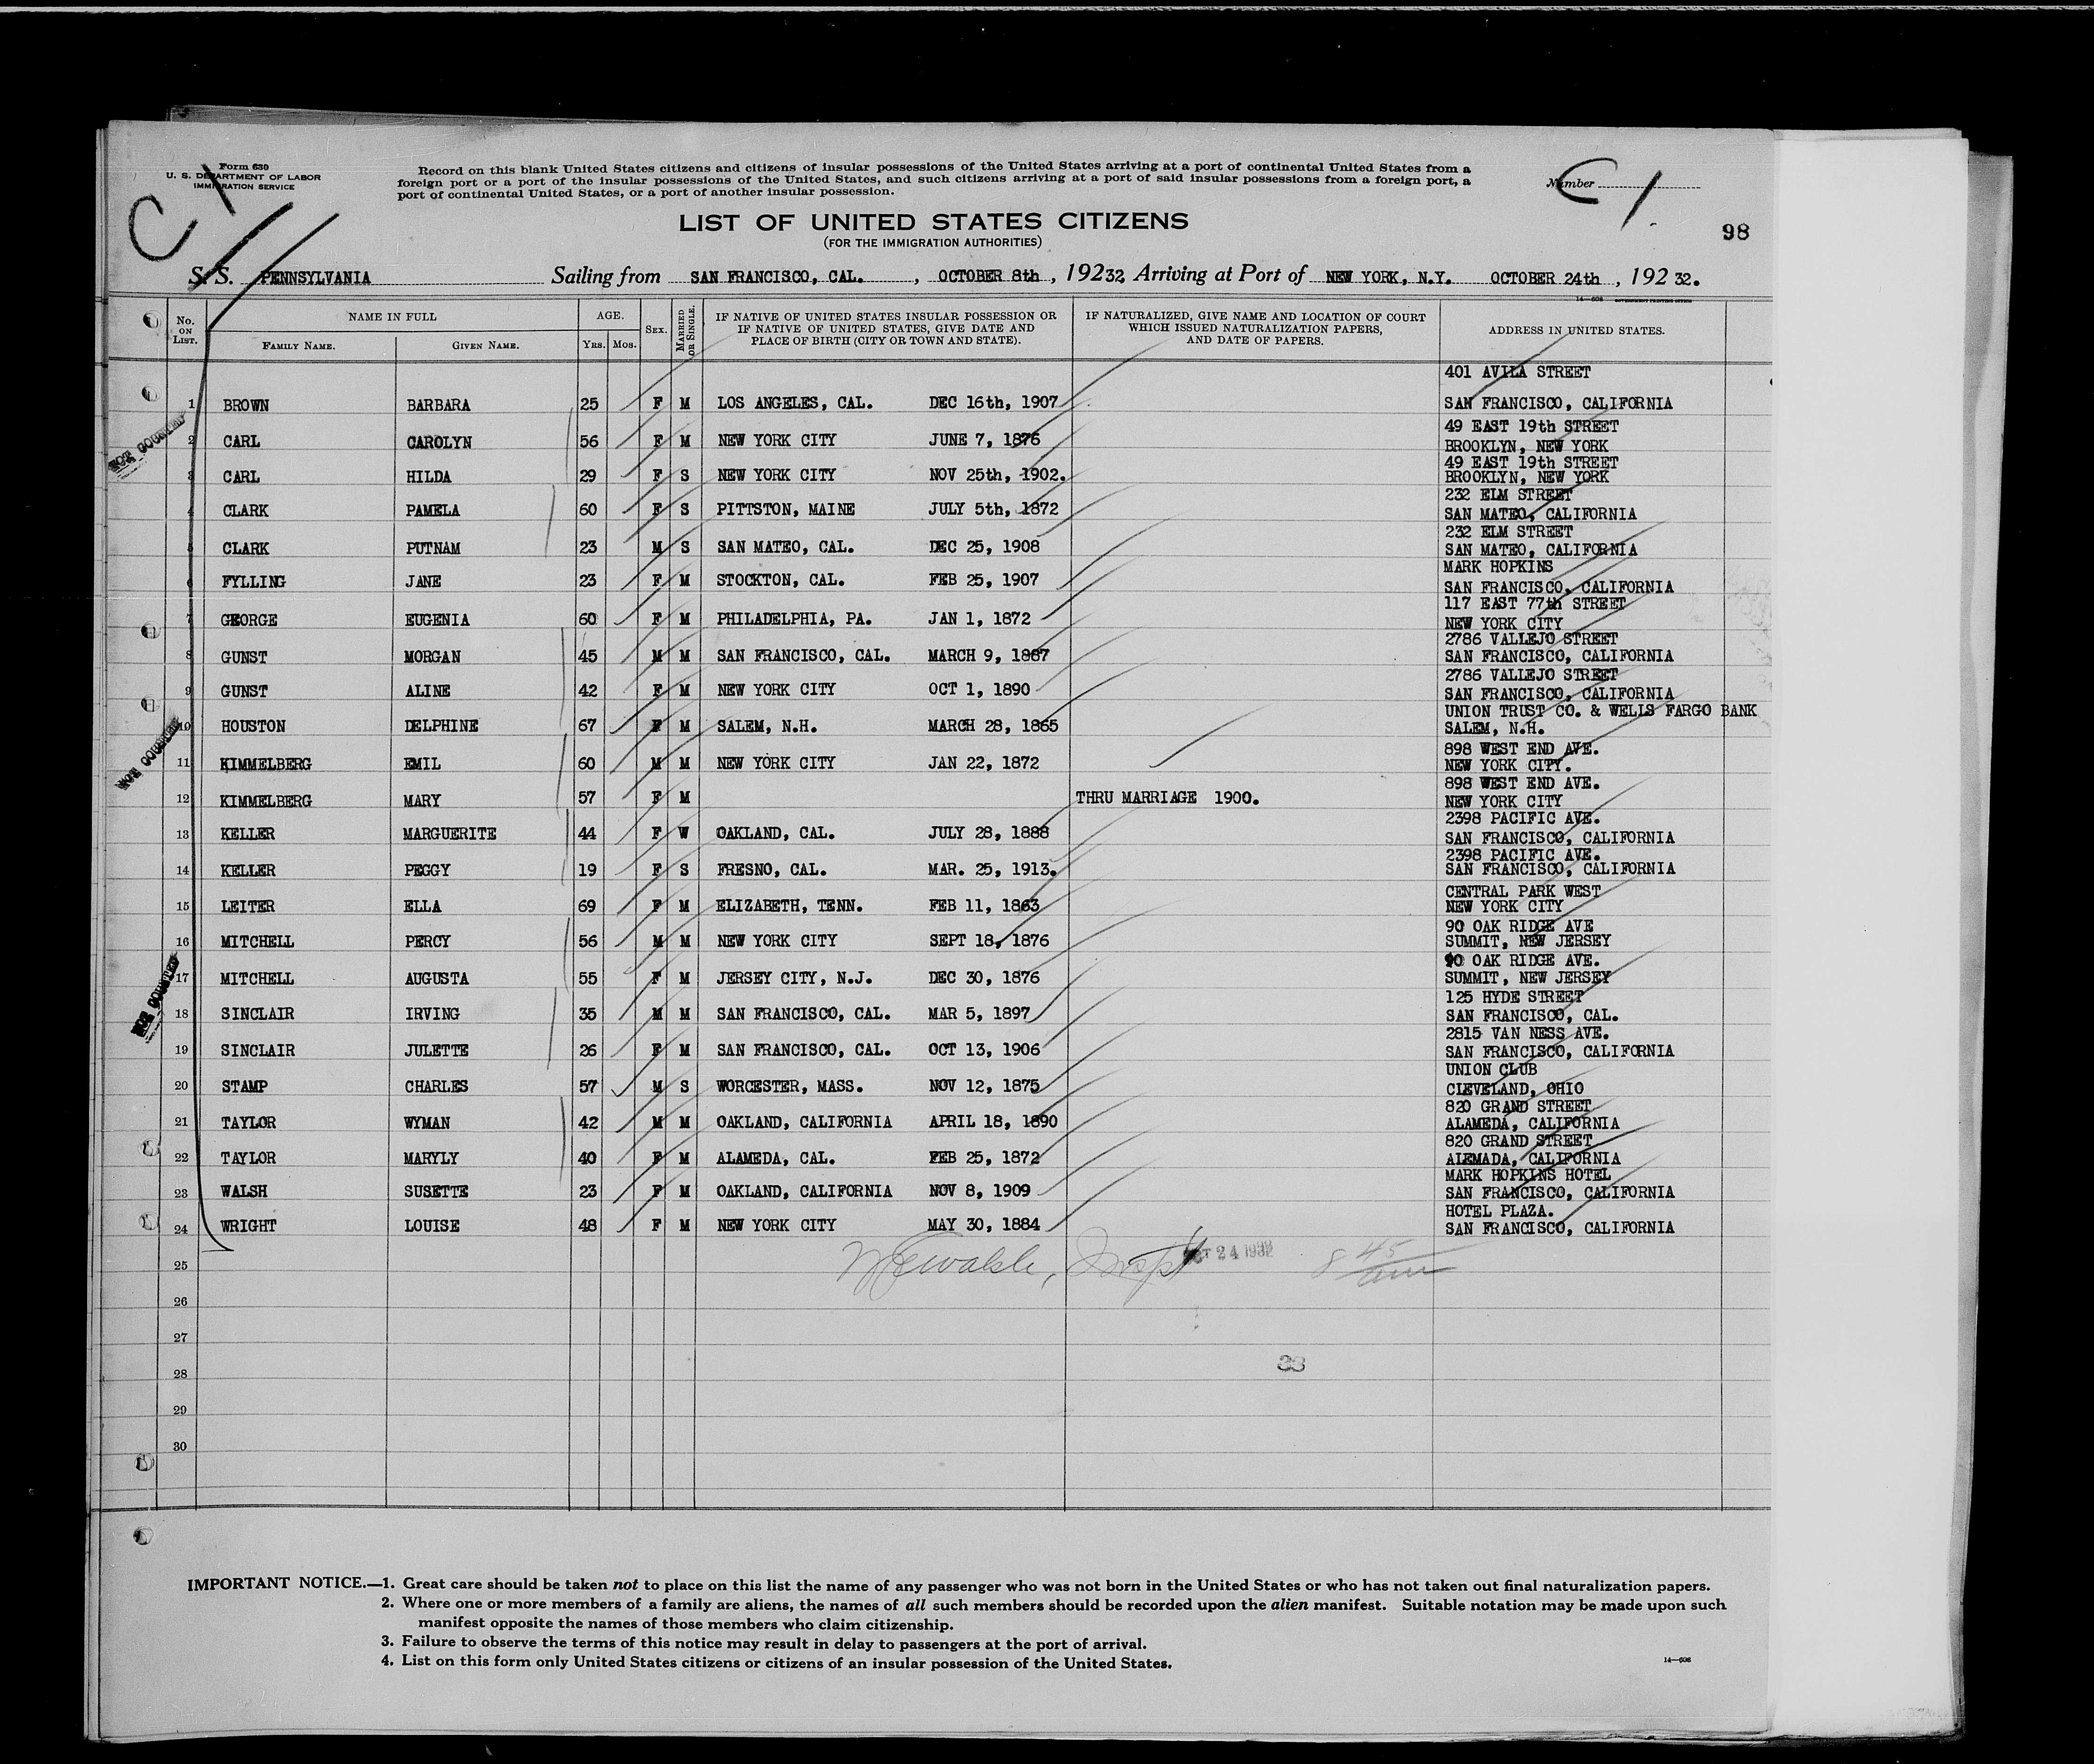 Form 630
U. S. DEPARTMENT OF LABOR
IMMIGRATION SERVICE
Record on this blank United States citizens and citizens of insular possessions of the United States arriving at a port of continental United States from a
foreign port or a port of the insular possessions of the United States, and such citizens arriving at a port of said insular possessions from a foreign port, a
port of continental United States, or a port of another insular possession.
Number
C 1
C 1
98
LIST OF UNITED STATES CITIZENS
(FOR THE IMMIGRATION AUTHORITIES)
S. S. PENNSYLVANIA Sailing from SAN FRANCISCO, CAL. , OCTOBER 8th , 19232, Arriving at Port of NEW YORK, N.Y. OCTOBER 24th , 192 32.
No. ON LIST. NAME IN FULL FAMILY NAME. GIVEN NAME. AGE. YRS. MOS. SEX. MARRIED OR SINGLE. IF NATIVE OF UNITED STATES INSULAR POSSESSION OR IF NATIVE OF UNITED STATES, GIVE DATE AND PLACE OF BIRTH (CITY OR TOWN AND STATE). IF NATURALIZED, GIVE NAME AND LOCATION OF COURT WHICH ISSUED NATURALIZATION PAPERS, AND DATE OF PAPERS. ADDRESS IN UNITED STATES.
401 AVILA STREET
1 BROWN BARBARA 25 F M LOS ANGELES, CAL. DEC 16th, 1907 SAN FRANCISCO, CALIFORNIA
49 EAST 19th STREET
2 CARL CAROLYN 56 F M NEW YORK CITY JUNE 7, 1876 BROOKLYN, NEW YORK
49 EAST 19th STREET
3 CARL HILDA 29 F S NEW YORK CITY NOV 25th, 1902. BROOKLYN, NEW YORK
232 ELM STREET
4 CLARK PAMELA 60 F S PITTSTON, MAINE JULY 5th, 1872 SAN MATEO, CALIFORNIA
232 ELM STREET
5 CLARK PUTNAM 23 M S SAN MATEO, CAL. DEC 25, 1908 SAN MATEO, CALIFORNIA
MARK HOPKINS
6 FYLLING JANE 23 F M STOCKTON, CAL. FEB 25, 1907 SAN FRANCISCO, CALIFORNIA
117 EAST 77th STREET
7 GEORGE EUGENIA 60 F M PHILADELPHIA, PA. JAN 1, 1872 NEW YORK CITY
2786 VALLEJO STREET
8 GUNST MORGAN 45 M M SAN FRANCISCO, CAL. MARCH 9, 1887 SAN FRANCISCO, CALIFORNIA
2786 VALLEJO STREET
9 GUNST ALINE 42 F M NEW YORK CITY OCT 1, 1890 SAN FRANCISCO, CALIFORNIA
UNION TRUST CO. & WELLS FARGO BANK
10 HOUSTON DELPHINE 67 F M SALEM, N.H. MARCH 28, 1865 SALEM, N.H.
898 WEST END AVE.
11 KIMMELBERG EMIL 60 M M NEW YORK CITY JAN 22, 1872 NEW YORK CITY.
898 WEST END AVE.
12 KIMMELBERG MARY 57 F M THRU MARRIAGE 1900. NEW YORK CITY
2398 PACIFIC AVE.
13 KELLER MARGUERITE 44 F W OAKLAND, CAL. JULY 28, 1888 SAN FRANCISCO, CALIFORNIA
2398 PACIFIC AVE.
14 KELLER PEGGY 19 F S FRESNO, CAL. MAR. 25, 1913. SAN FRANCISCO, CALIFORNIA
CENTRAL PARK WEST
15 LEITER ELLA 69 F M ELIZABETH, TENN. FEB 11, 1863 NEW YORK CITY
90 OAK RIDGE AVE
16 MITCHELL PERCY 56 M M NEW YORK CITY SEPT 18, 1876 SUMMIT, NEW JERSEY
90 OAK RIDGE AVE.
17 MITCHELL AUGUSTA 55 F M JERSEY CITY, N.J. DEC 30, 1876 SUMMIT, NEW JERSEY
125 HYDE STREET
18 SINCLAIR IRVING 35 M M SAN FRANCISCO, CAL. MAR 5, 1897 SAN FRANCISCO, CAL.
2815 VAN NESS AVE.
19 SINCLAIR JULETTE 26 F M SAN FRANCISCO, CAL. OCT 13, 1906 SAN FRANCISCO, CALIFORNIA
UNION CLUB
20 STAMP CHARLES 57 M S WORCESTER, MASS. NOV 12, 1875 CLEVELAND, OHIO
820 GRAND STREET
21 TAYLOR WYMAN 42 M M OAKLAND, CALIFORNIA APRIL 18, 1890 ALAMEDA, CALIFORNIA
820 GRAND STREET
22 TAYLOR MARYLY 40 F M ALAMEDA, CAL. FEB 25, 1872 ALEMADA, CALIFORNIA
MARK HOPKINS HOTEL
23 WALSH SUSETTE 23 F M OAKLAND, CALIFORNIA NOV 8, 1909 SAN FRANCISCO, CALIFORNIA
HOTEL PLAZA.
24 WRIGHT LOUISE 48 F M NEW YORK CITY MAY 30, 1884 SAN FRANCISCO, CALIFORNIA
25 Inspt OCT 24 1932 8 45 am
26
27
28 33
29
30
NOT COUNTED
NOT COUNTED
NOT COUNTED
IMPORTANT NOTICE.—1. Great care should be taken not to place on this list the name of any passenger who was not born in the United States or who has not taken out final naturalization papers.
2. Where one or more members of a family are aliens, the names of all such members should be recorded upon the alien manifest. Suitable notation may be made upon such
manifest opposite the names of those members who claim citizenship.
3. Failure to observe the terms of this notice may result in delay to passengers at the port of arrival.
4. List on this form only United States citizens or citizens of an insular possession of the United States.
14—608